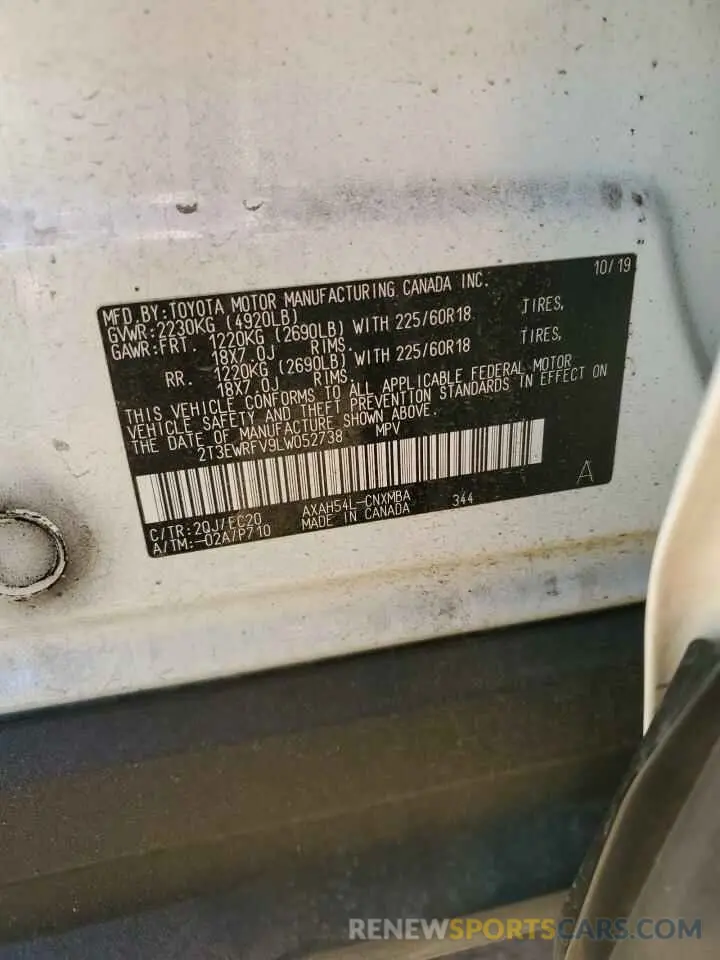 10/19
MFD.BY:TOYOTA MOTOR MANUFACTURING CANADA INC.
GVWR:2230KG (4920LB)
GAWR:FRT. 1220KG (2690LB) WITH 225/60R18 TIRES,
18X7.0J RIMS.
RR. 1220KG (2690LB) WITH 225/60R18 TIRES,
18X7.0J RIMS.
THIS VEHICLE CONFORMS TO ALL APPLICABLE FEDERAL MOTOR
VEHICLE SAFETY AND THEFT PREVENTION STANDARDS IN EFFECT ON
THE DATE OF MANUFACTURE SHOWN ABOVE.
2T3EWRFV9LW052738 MPV
C/TR:2QJ/EC20 AXAH54L-CNXMBA 344 A
A/TM:-02A/P710 MADE IN CANADA
RENEWSPORTSCARS.COM